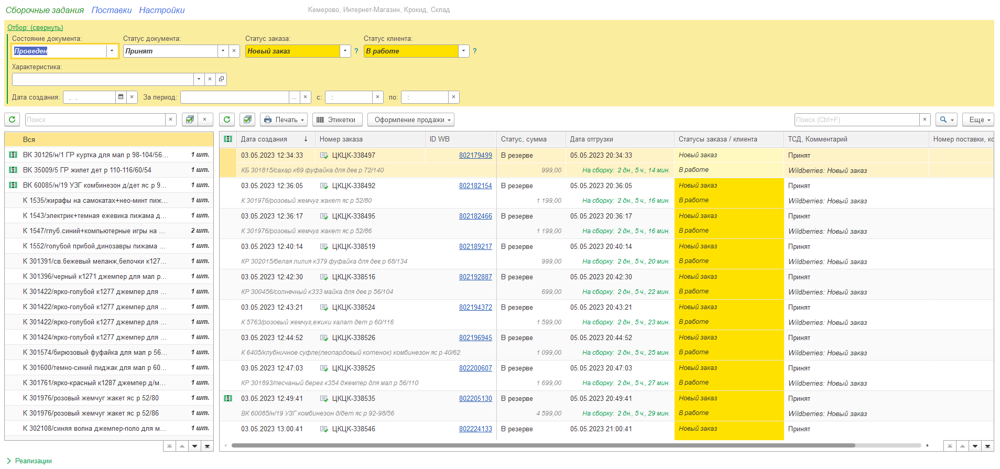 Сборочные задания Поставки Настройки Кемерово, Интернет-Магазин, Крокид, Склад
Отбор: (свернуть)
Состояние документа: Статус документа: Статус заказа: Статус клиента:
Проведен Принят Новый заказ ? В работе ?
Характеристика:
Дата создания: . . За период: ... с: : по: :
Поиск Печать Этикетки Оформление продажи Поиск (Ctrl+F) Еще
Вся
ВК 30126/н/1 ГР куртка для мал р 98-104/56... 1 шт.
ВК 35009/5 ГР жилет дет р 110-116/60/54 1 шт.
ВК 60085/н/19 УЗГ комбинезон д/дет яс р 9... 1 шт.
К 1535/жирафы на самокатах+нео-минт пиж... 1 шт.
К 1543/электрик+темная ежевика пижама д... 1 шт.
К 1547/глуб.синий+компьютерные игры на ... 2 шт.
К 1552/голубой прибой,динозавры пижама ... 1 шт.
К 301391/св.бежевый меланж,белочки к127... 1 шт.
К 301396/черный к1271 джемпер для мал р... 1 шт.
К 301422/ярко-голубой к1277 джемпер для ... 1 шт.
К 301422/ярко-голубой к1277 джемпер для ... 1 шт.
К 301422/ярко-голубой к1277 джемпер для ... 1 шт.
К 301424/ярко-голубой к1277 джемпер для ... 1 шт.
К 301574/бирюзовый фуфайка для мал р 56... 1 шт.
К 301600/темно-синий пиджак для мал р 60... 1 шт.
К 301761/ярко-красный к1287 джемпер д/м... 1 шт.
К 301976/розовый жемчуг жакет яс р 52/80 1 шт.
К 301976/розовый жемчуг жакет яс р 52/86 1 шт.
К 302108/синяя волна джемпер-поло для м... 1 шт.
Дата создания ↓ Номер заказа ID WB Статус, сумма Дата отгрузки Статусы заказа / клиента ТСД, Комментарий Номер поставки, ко
03.05.2023 12:34:33 ЦКЦК-338497 802179499 В резерве 05.05.2023 20:34:33 Новый заказ Принят
КБ 301815/сахар к69 фуфайка для дев р 72/140 999,00 На сборку: 2 дн., 5 ч., 14 мин. В работе Wildberries: Новый заказ
03.05.2023 12:36:05 ЦКЦК-338492 802182154 В резерве 05.05.2023 20:36:05 Новый заказ Принят
К 301976/розовый жемчуг жакет яс р 52/80 1 199,00 На сборку: 2 дн., 5 ч., 16 мин. В работе Wildberries: Новый заказ
03.05.2023 12:36:17 ЦКЦК-338495 802182466 В резерве 05.05.2023 20:36:17 Новый заказ Принят
К 301976/розовый жемчуг жакет яс р 52/86 1 199,00 На сборку: 2 дн., 5 ч., 16 мин. В работе Wildberries: Новый заказ
03.05.2023 12:40:14 ЦКЦК-338519 802189217 В резерве 05.05.2023 20:40:14 Новый заказ Принят
КР 302015/белая лилия к379 фуфайка для дев р 68/134 999,00 На сборку: 2 дн., 5 ч., 20 мин. В работе Wildberries: Новый заказ
03.05.2023 12:42:30 ЦКЦК-338516 802192887 В резерве 05.05.2023 20:42:30 Новый заказ Принят
КР 300456/солнечный к333 майка для дев р 56/104 699,00 На сборку: 2 дн., 5 ч., 22 мин. В работе Wildberries: Новый заказ
03.05.2023 12:43:21 ЦКЦК-338524 802194372 В резерве 05.05.2023 20:43:21 Новый заказ Принят
К 5763/розовый жемчуг,ежики халат дет р 60/116 1 599,00 На сборку: 2 дн., 5 ч., 23 мин. В работе Wildberries: Новый заказ
03.05.2023 12:44:52 ЦКЦК-338526 802196945 В резерве 05.05.2023 20:44:52 Новый заказ Принят
К 6405/клубничное суфле(леопардовый котенок) комбинезон яс р 40/62 1 099,00 На сборку: 2 дн., 5 ч., 25 мин. В работе Wildberries: Новый заказ
03.05.2023 12:47:03 ЦКЦК-338525 802200607 В резерве 05.05.2023 20:47:03 Новый заказ Принят
КР 301893/песчаный берег к354 джемпер для мал р 56/110 1 699,00 На сборку: 2 дн., 5 ч., 27 мин. В работе Wildberries: Новый заказ
03.05.2023 12:49:41 ЦКЦК-338535 802205130 В резерве 05.05.2023 20:49:41 Новый заказ Принят
ВК 60085/н/19 УЗГ комбинезон д/дет яс р 92-98/56 4 599,00 На сборку: 2 дн., 5 ч., 29 мин. В работе Wildberries: Новый заказ
03.05.2023 13:00:41 ЦКЦК-338546 802224133 В резерве 05.05.2023 21:00:41 Новый заказ Принят
Реализации